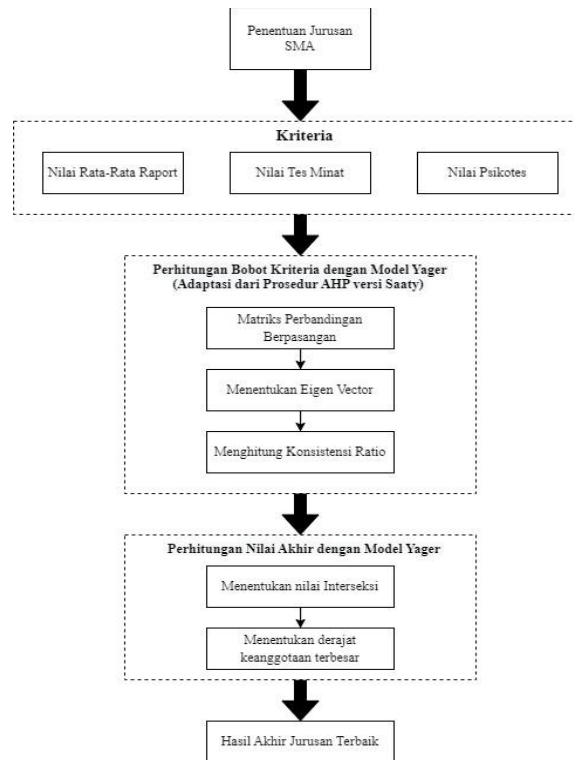 Penentuan Jurusan
SMA
Kriteria
Nilai Rata-Rata Raport
Nilai Tes Minat
Nilai Psikotes
Perhitungan Bobot Kriteria dengan Model Yager
(Adaptasi dari Prosedur AHP versi Saaty)
Matriks Perbandingan
Berpasangan
Menentukan Eigen Vector
Menghitung Konsistensi Ratio
Perhitungan Nilai Akhir dengan Model Yager
Menentukan nilai Interseksi
Menentukan derajat
keanggotaan terbesar
Hasil Akhir Jurusan Terbaik